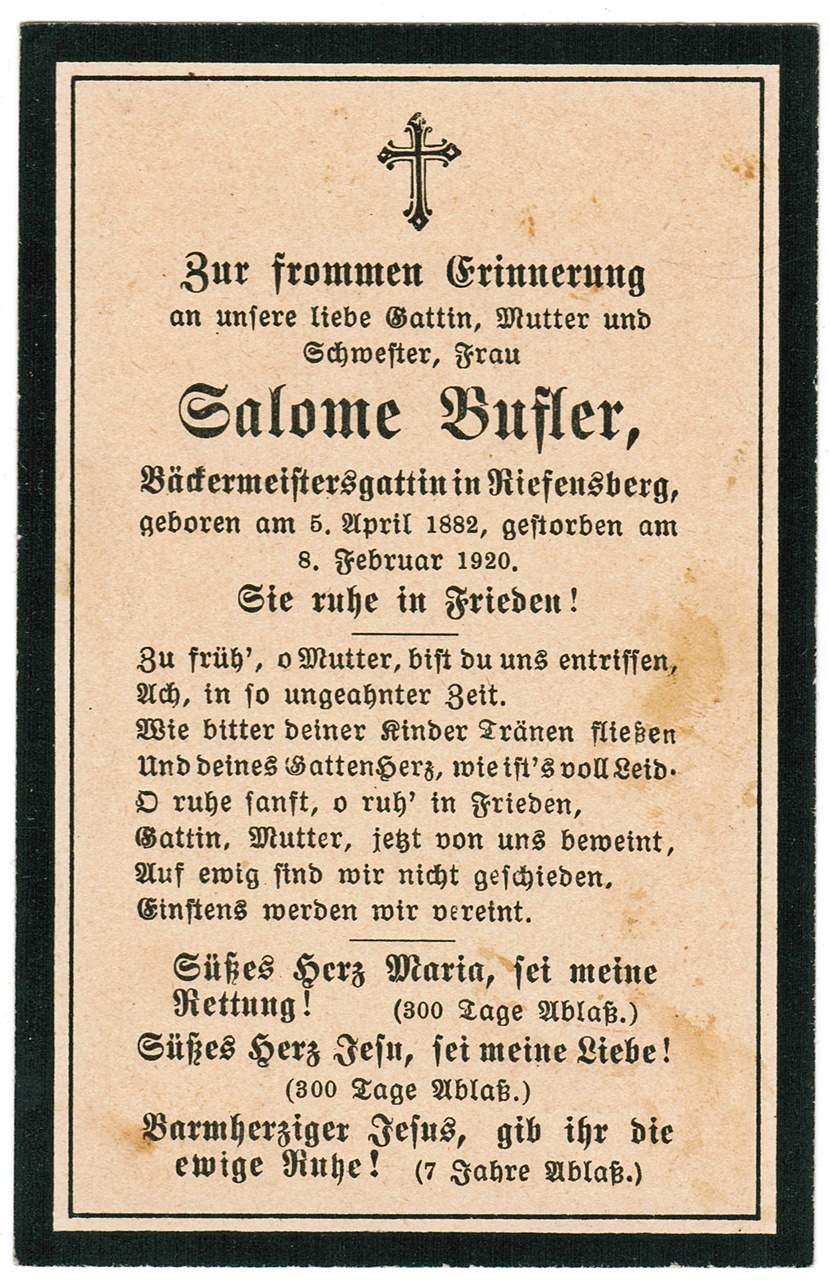 Zur frommen Erinnerung
an unsere liebe Gattin, Mutter und
Schwester, Frau
Salome Bufler,
Bäckermeistersgattin in Riefensberg,
geboren am 5. April 1882, gestorben am
8. Februar 1920.
Sie ruhe in Frieden!
Zu früh', o Mutter, bist du uns entrissen,
Ach, in so ungeahnter Zeit.
Wie bitter deiner Kinder Tränen fließen
Und deines Gatten Herz, wie ist's voll Leid.
O ruhe sanft, o ruh' in Frieden,
Gattin, Mutter, jetzt von uns beweint,
Auf ewig sind wir nicht geschieden,
Einstens werden wir vereint.
Süßes Herz Maria, sei meine
Rettung! (300 Tage Ablaß.)
Süßes Herz Jesu, sei meine Liebe!
(300 Tage Ablaß.)
Barmherziger Jesus, gib ihr die
ewige Ruhe! (7 Jahre Ablaß.)